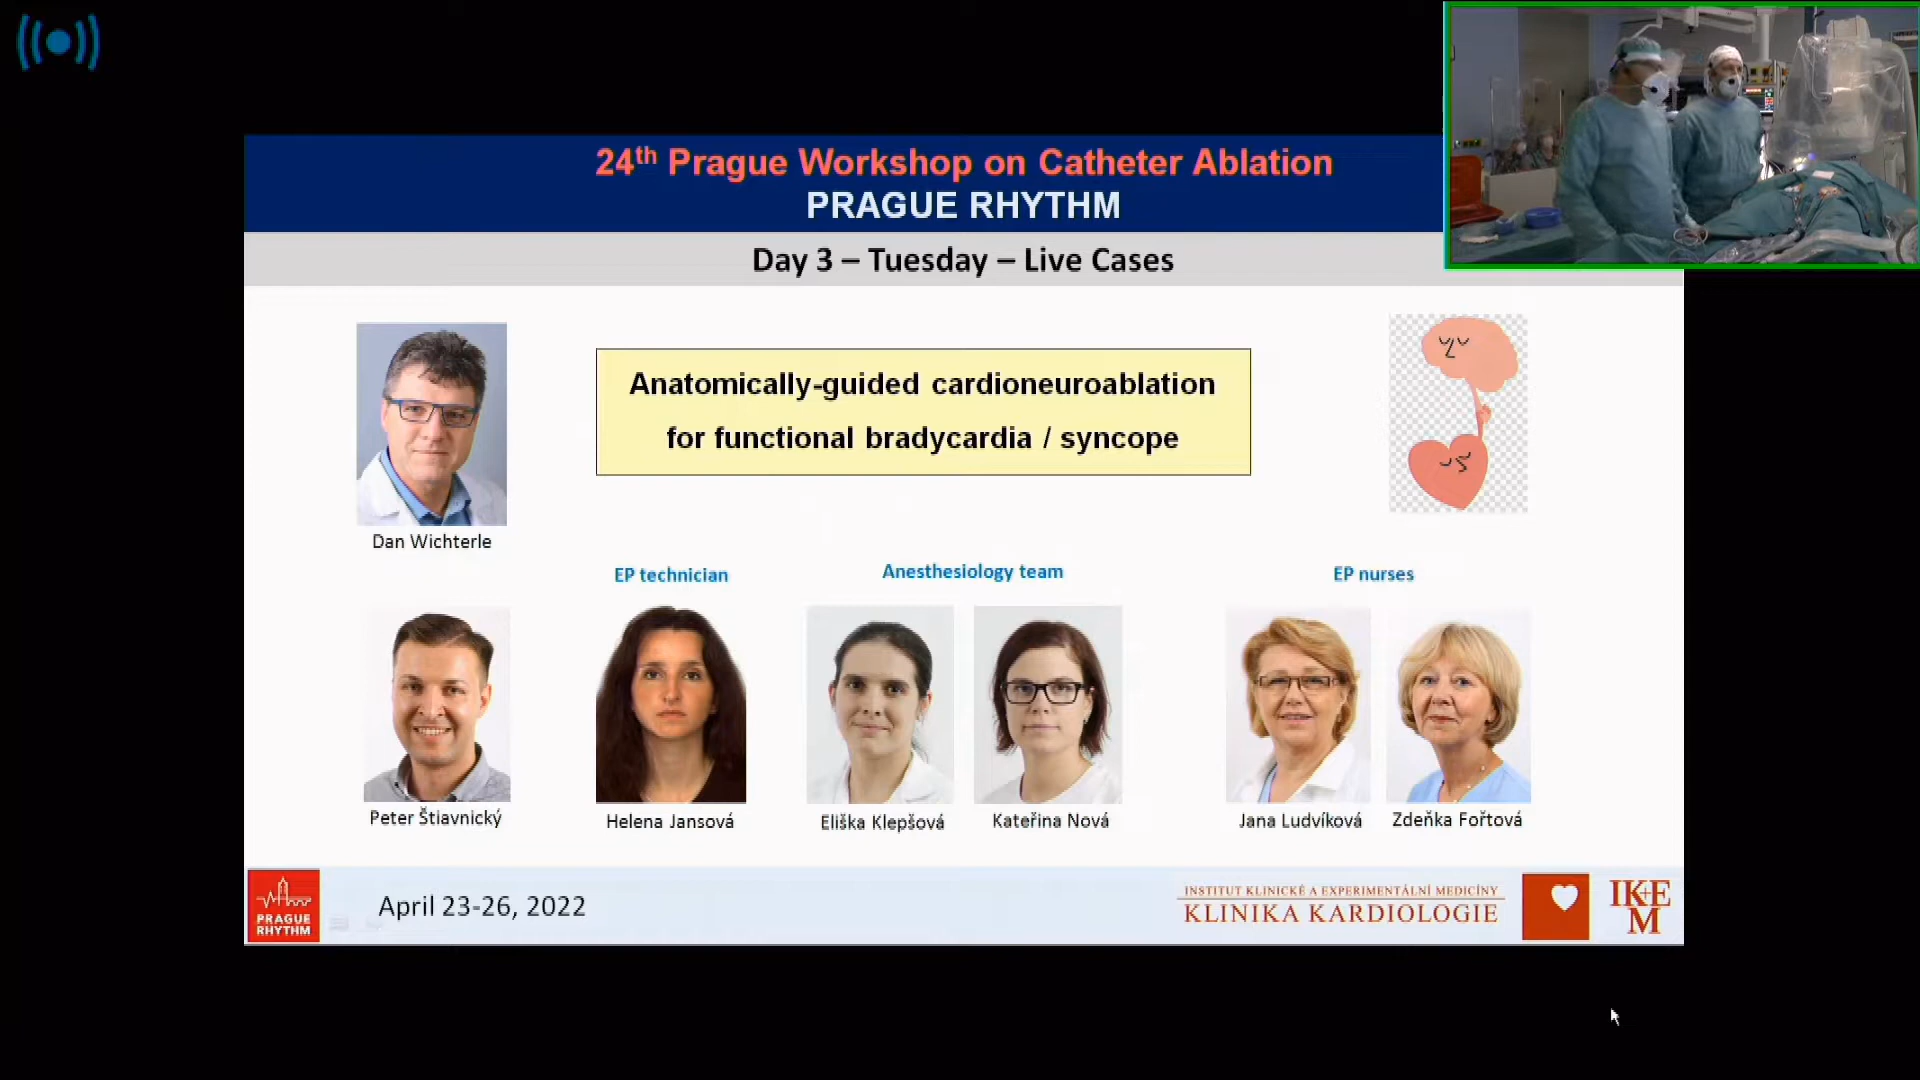 24th Prague Workshop on Catheter Ablation
PRAGUE RHYTHM
Day 3 – Tuesday – Live Cases
Anatomically-guided cardioneuroablation
for functional bradycardia / syncope
Dan Wichterle
EP technician
Anesthesiology team
EP nurses
Peter Štiavnický
Helena Jansová
Eliška Klepšová
Kateřina Nová
Jana Ludvíková
Zdeňka Fořtová
PRAGUE
RHYTHM
April 23-26, 2022
INSTITUT KLINICKÉ A EXPERIMENTÁLNÍ MEDICÍNY
KLINIKA KARDIOLOGIE
IK+E
M